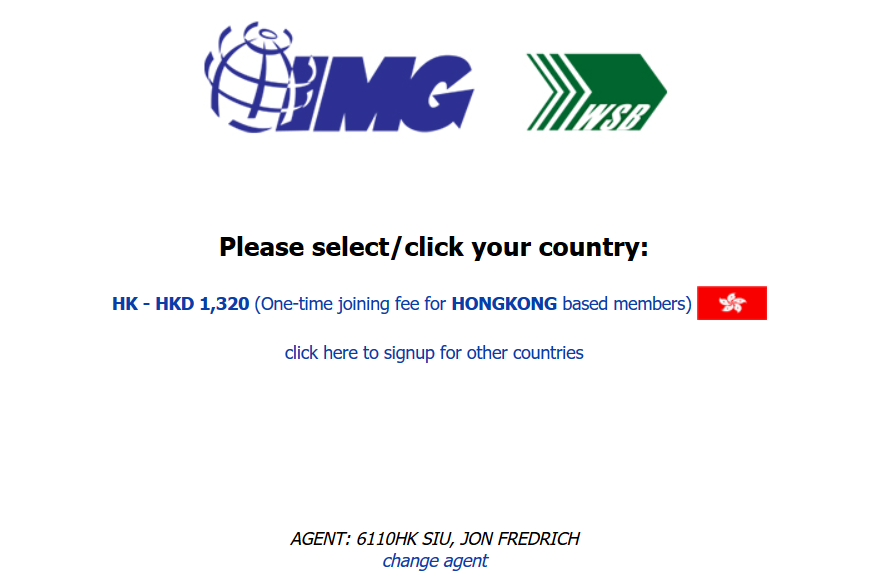 IMG
WSB
Please select/click your country:
HK - HKD 1,320 (One-time joining fee for HONGKONG based members)
click here to signup for other countries
AGENT: 6110HK SIU, JON FREDRICH
change agent